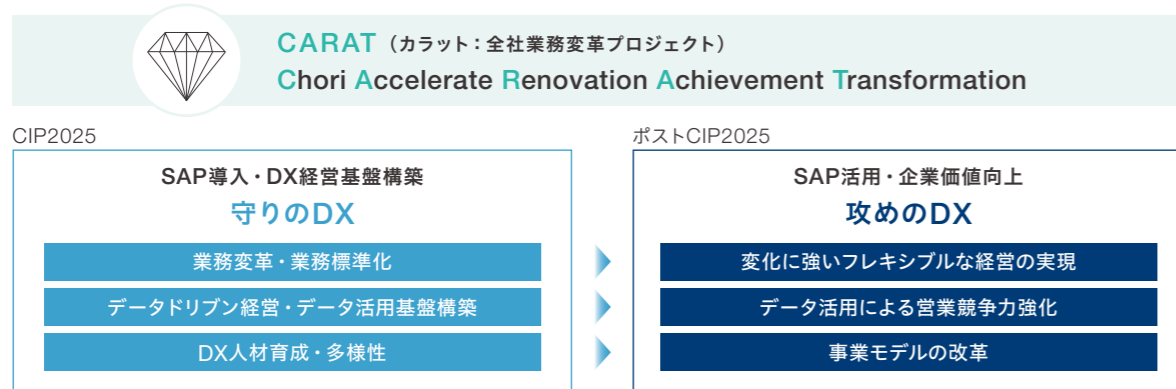 CARAT（カラット：全社業務変革プロジェクト）
Chori Accelerate Renovation Achievement Transformation
CIP2025
SAP導入・DX経営基盤構築
守りのDX
業務変革・業務標準化
データドリブン経営・データ活用基盤構築
DX人材育成・多様性
ポストCIP2025
SAP活用・企業価値向上
攻めのDX
変化に強いフレキシブルな経営の実現
データ活用による営業競争力強化
事業モデルの改革